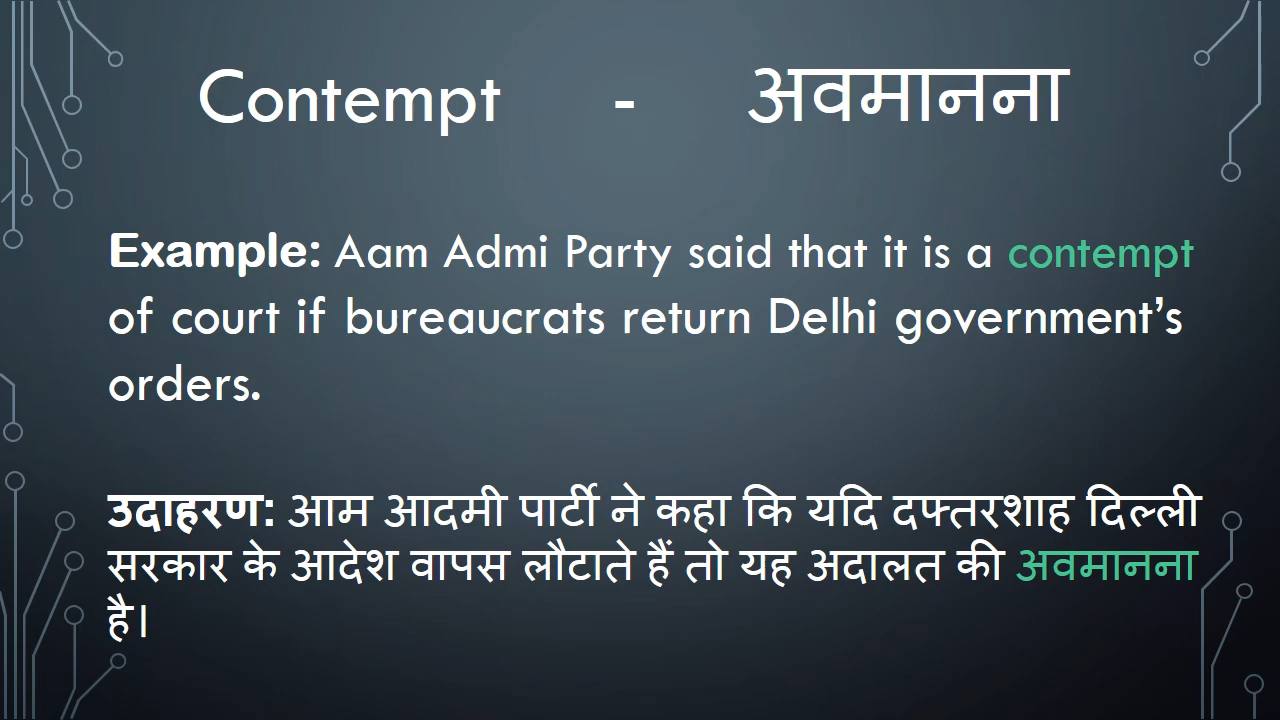 Contempt - अवमानना
Example: Aam Admi Party said that it is a contempt
of court if bureaucrats return Delhi government’s
orders.
उदाहरण: आम आदमी पार्टी ने कहा कि यदि दफ्तरशाह दिल्ली
सरकार के आदेश वापस लौटाते हैं तो यह अदालत की अवमानना
है।